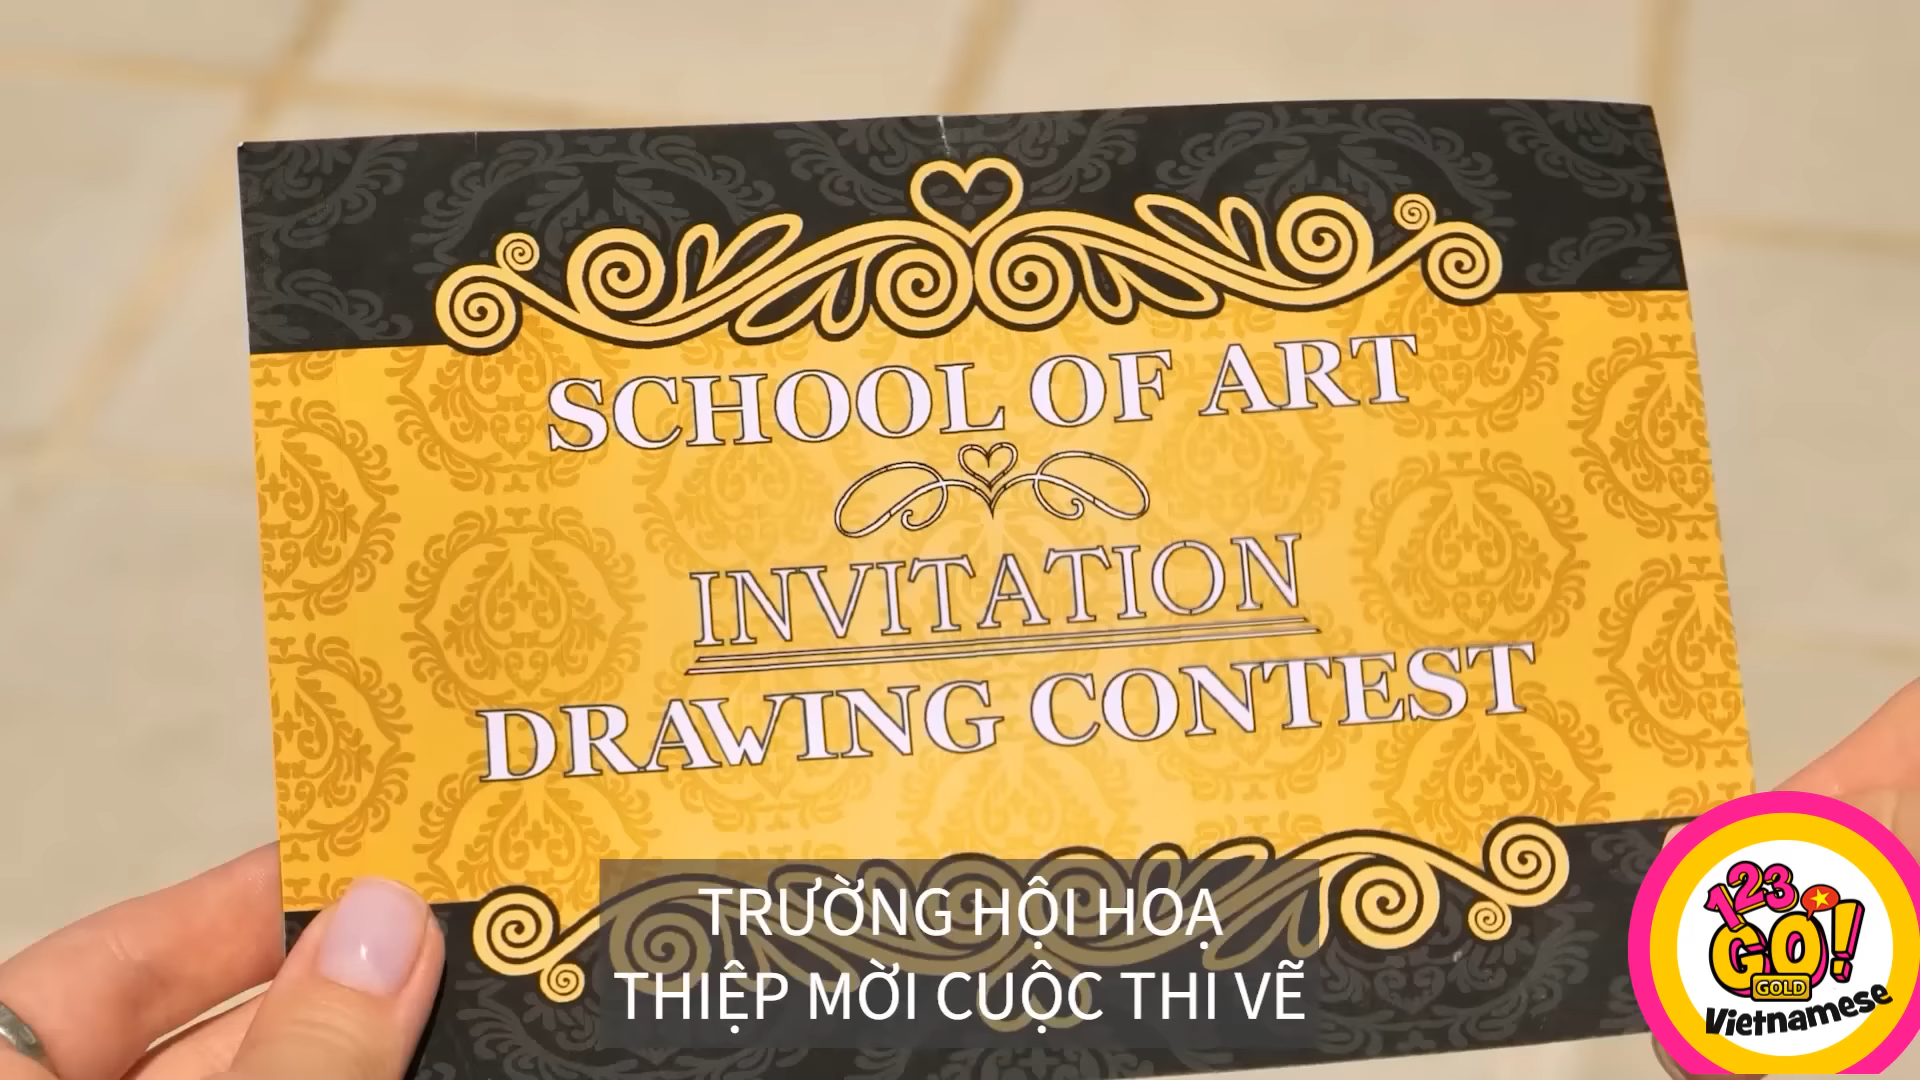 SCHOOL OF ART
INVITATION
DRAWING CONTEST
TRƯỜNG HỘI HOẠ
THIỆP MỜI CUỘC THI VẼ
123
GO!
GOLD
Vietnamese